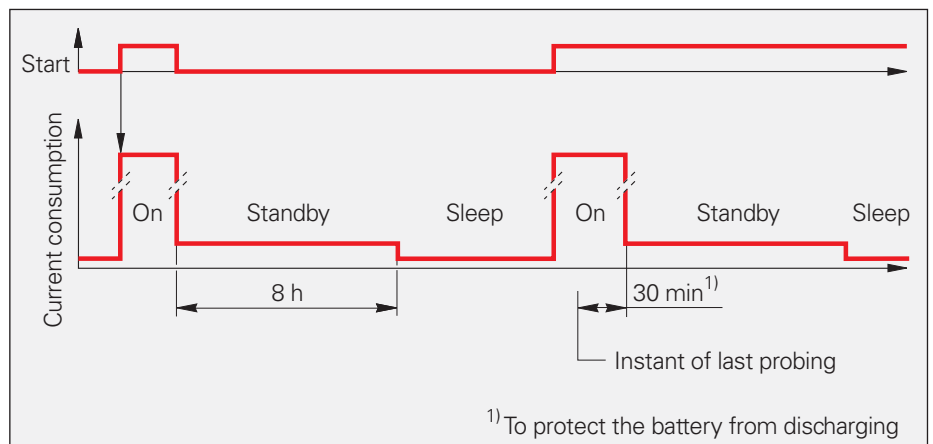 Start
Current consumption
On
Standby
Sleep
On
Standby
Sleep
8 h
30 min1)
Instant of last probing
1) To protect the battery from discharging